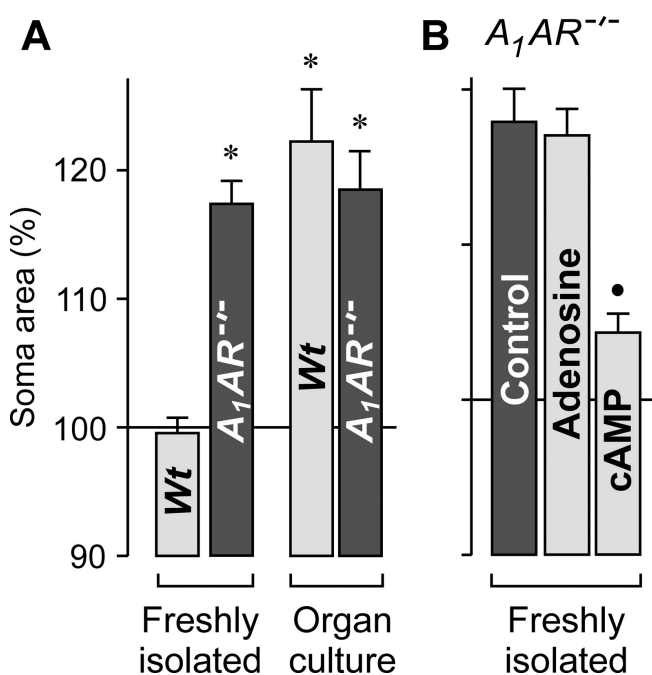 A
B A₁AR⁻ᐟ⁻
Soma area (%)
120
110
100
90
*
*
*
Wt
A₁AR⁻ᐟ⁻
Wt
A₁AR⁻ᐟ⁻
Freshly
isolated
Organ
culture
Control
Adenosine
cAMP
Freshly
isolated